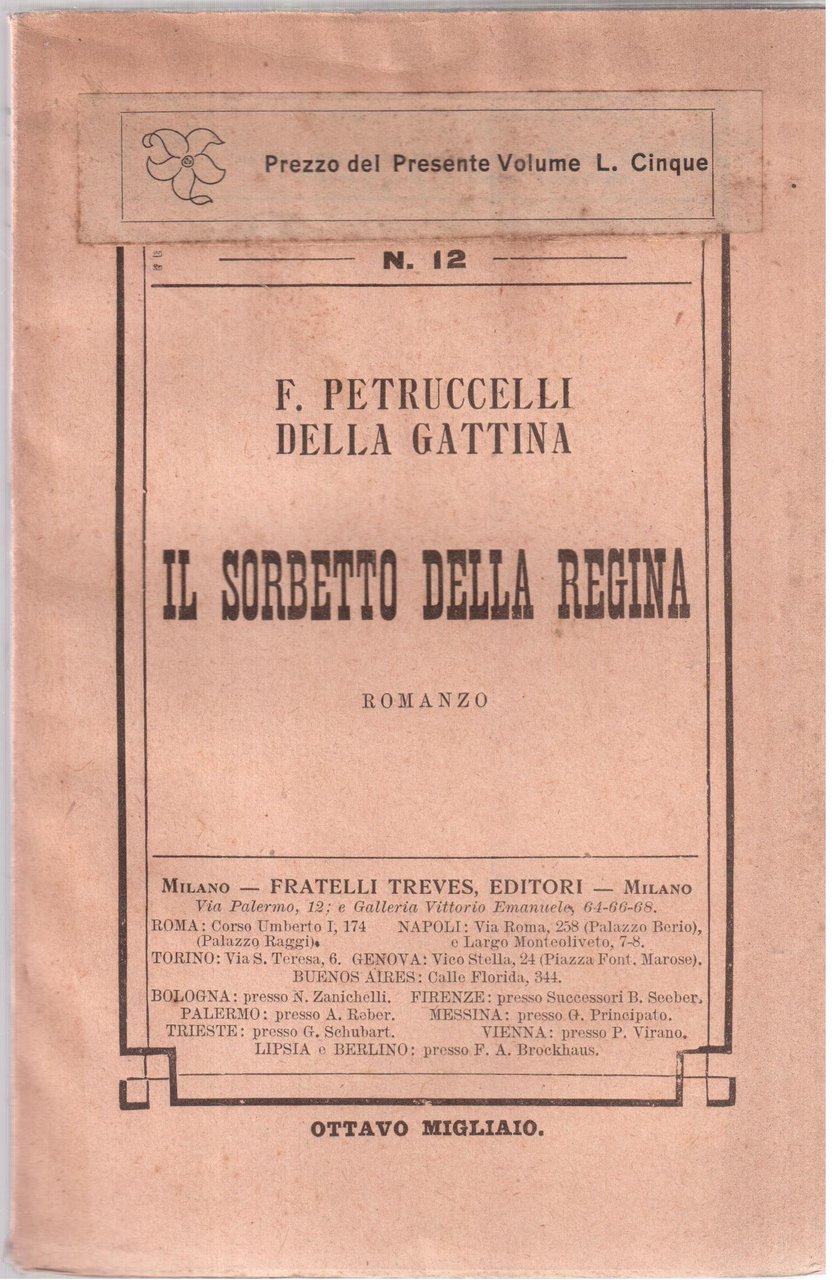 Prezzo del Presente Volume L. Cinque
N. 12
F. PETRUCCELLI
DELLA GATTINA
IL SORBETTO DELLA REGINA
ROMANZO
MILANO — FRATELLI TREVES, EDITORI — MILANO
Via Palermo, 12; e Galleria Vittorio Emanuele, 64-66-68.
ROMA: Corso Umberto I, 174 NAPOLI: Via Roma, 258 (Palazzo Berio),
(Palazzo Raggi). e Largo Monteoliveto, 7-8.
TORINO: Via S. Teresa, 6. GENOVA: Vico Stella, 24 (Piazza Font. Marose).
BUENOS AIRES: Calle Florida, 344.
BOLOGNA: presso N. Zanichelli. FIRENZE: presso Successori B. Seeber.
PALERMO: presso A. Reber. MESSINA: presso G. Principato.
TRIESTE: presso G. Schubart. VIENNA: presso P. Virano.
LIPSIA e BERLINO: presso F. A. Brockhaus.
OTTAVO MIGLIAIO.